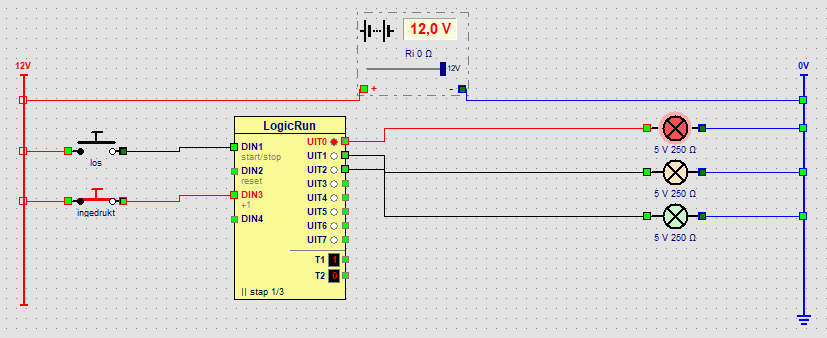 12,0 V
Ri 0 Ω
12V
+
-
12V
0V
LogicRun
los
ingedrukt
DIN1
start/stop
DIN2
reset
DIN3
+1
DIN4
UIT0
UIT1
UIT2
UIT3
UIT4
UIT5
UIT6
UIT7
T1 1
T2 0
|| stap 1/3
5 V 250 Ω
5 V 250 Ω
5 V 250 Ω